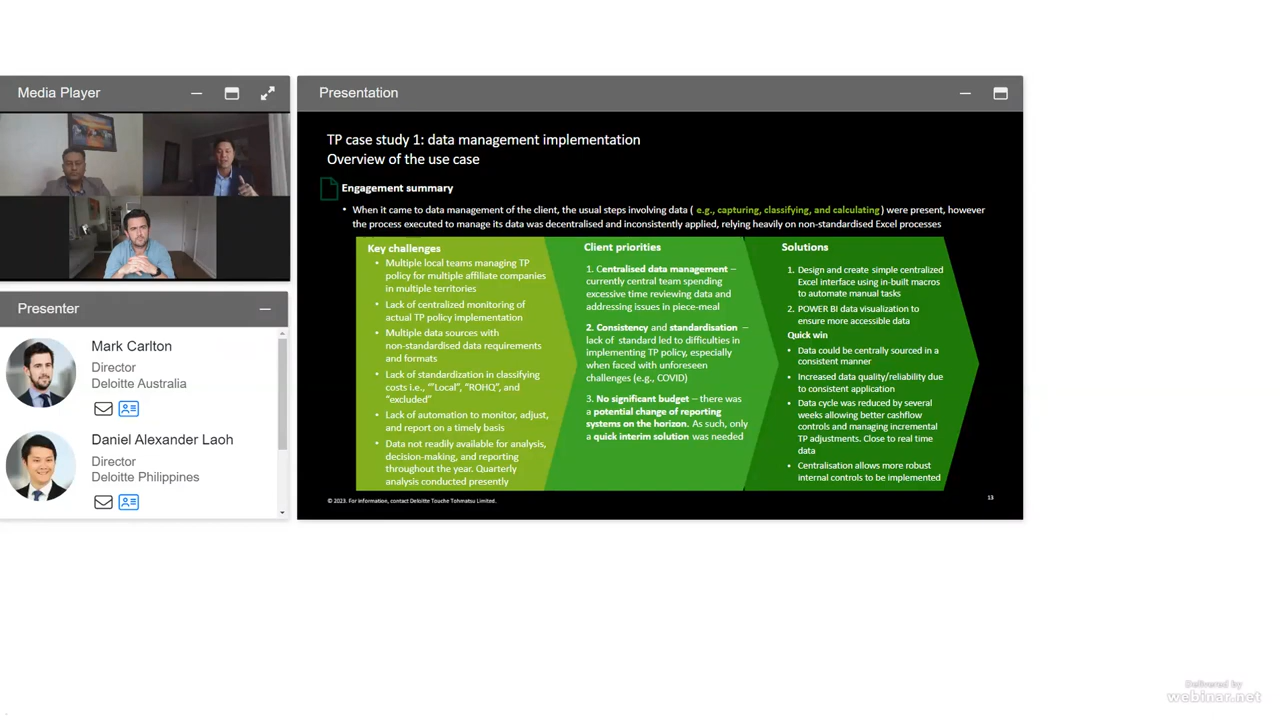 Media Player
Presenter
Mark Carlton
Director
Deloitte Australia
Daniel Alexander Laoh
Director
Deloitte Philippines
Presentation
TP case study 1: data management implementation
Overview of the use case
Engagement summary
• When it came to data management of the client, the usual steps involving data ( e.g., capturing, classifying, and calculating) were present, however
the process executed to manage its data was decentralised and inconsistently applied, relying heavily on non-standardised Excel processes
Key challenges
• Multiple local teams managing TP
policy for multiple affiliate companies
in multiple territories
• Lack of centralized monitoring of
actual TP policy implementation
• Multiple data sources with
non-standardised data requirements
and formats
• Lack of standardization in classifying
costs i.e., “"Local”, “ROHQ”, and
“excluded”
• Lack of automation to monitor, adjust,
and report on a timely basis
• Data not readily available for analysis,
decision-making, and reporting
throughout the year. Quarterly
analysis conducted presently
Client priorities
1. Centralised data management –
currently central team spending
excessive time reviewing data and
addressing issues in piece-meal
2. Consistency and standardisation –
lack of standard led to difficulties in
implementing TP policy, especially
when faced with unforeseen
challenges (e.g., COVID)
3. No significant budget – there was
a potential change of reporting
systems on the horizon. As such, only
a quick interim solution was needed
Solutions
1. Design and create simple centralized
Excel interface using in-built macros
to automate manual tasks
2. POWER BI data visualization to
ensure more accessible data
Quick win
• Data could be centrally sourced in a
consistent manner
• Increased data quality/reliability due
to consistent application
• Data cycle was reduced by several
weeks allowing better cashflow
controls and managing incremental
TP adjustments. Close to real time
data
• Centralisation allows more robust
internal controls to be implemented
© 2023. For information, contact Deloitte Touche Tohmatsu Limited.
13
Delivered by
webinar.net